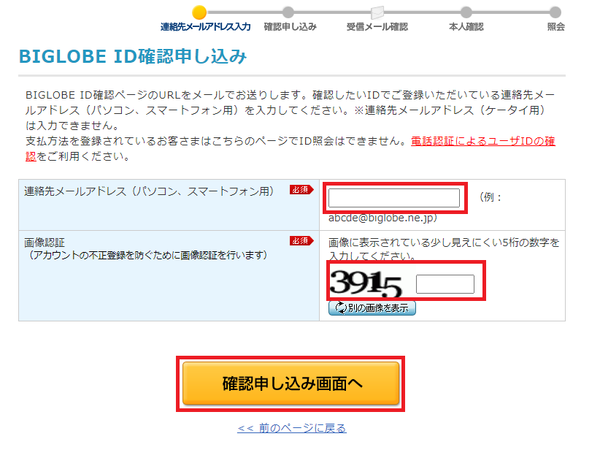 連絡先メールアドレス入力 確認申し込み 受信メール確認 本人確認 照会
BIGLOBE ID確認申し込み
BIGLOBE ID確認ページのURLをメールでお送りします。確認したいIDでご登録いただいている連絡先メー
ルアドレス（パソコン、スマートフォン用）を入力してください。※連絡先メールアドレス（ケータイ用）
は入力できません。
支払方法を登録されているお客さまはこちらのページでID照会はできません。電話認証によるユーザIDの確
認をご利用ください。
連絡先メールアドレス（パソコン、スマートフォン用） 必須
（例：
abcde@biglobe.ne.jp）
画像認証 必須
（アカウントの不正登録を防ぐために画像認証を行います）
画像に表示されている少し見えにくい5桁の数字を
入力してください。
3915
別の画像を表示
確認申し込み画面へ
<< 前のページに戻る